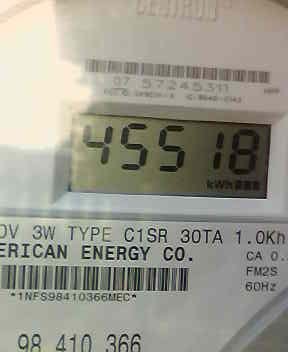 CENTRON
07 57245311
45518
kWh
0V 3W TYPE C1SR 30TA 1.0Kh
ERICAN ENERGY CO. CA 0.
FM2S
*1NFS98410366MEC* 60Hz
98 410 366